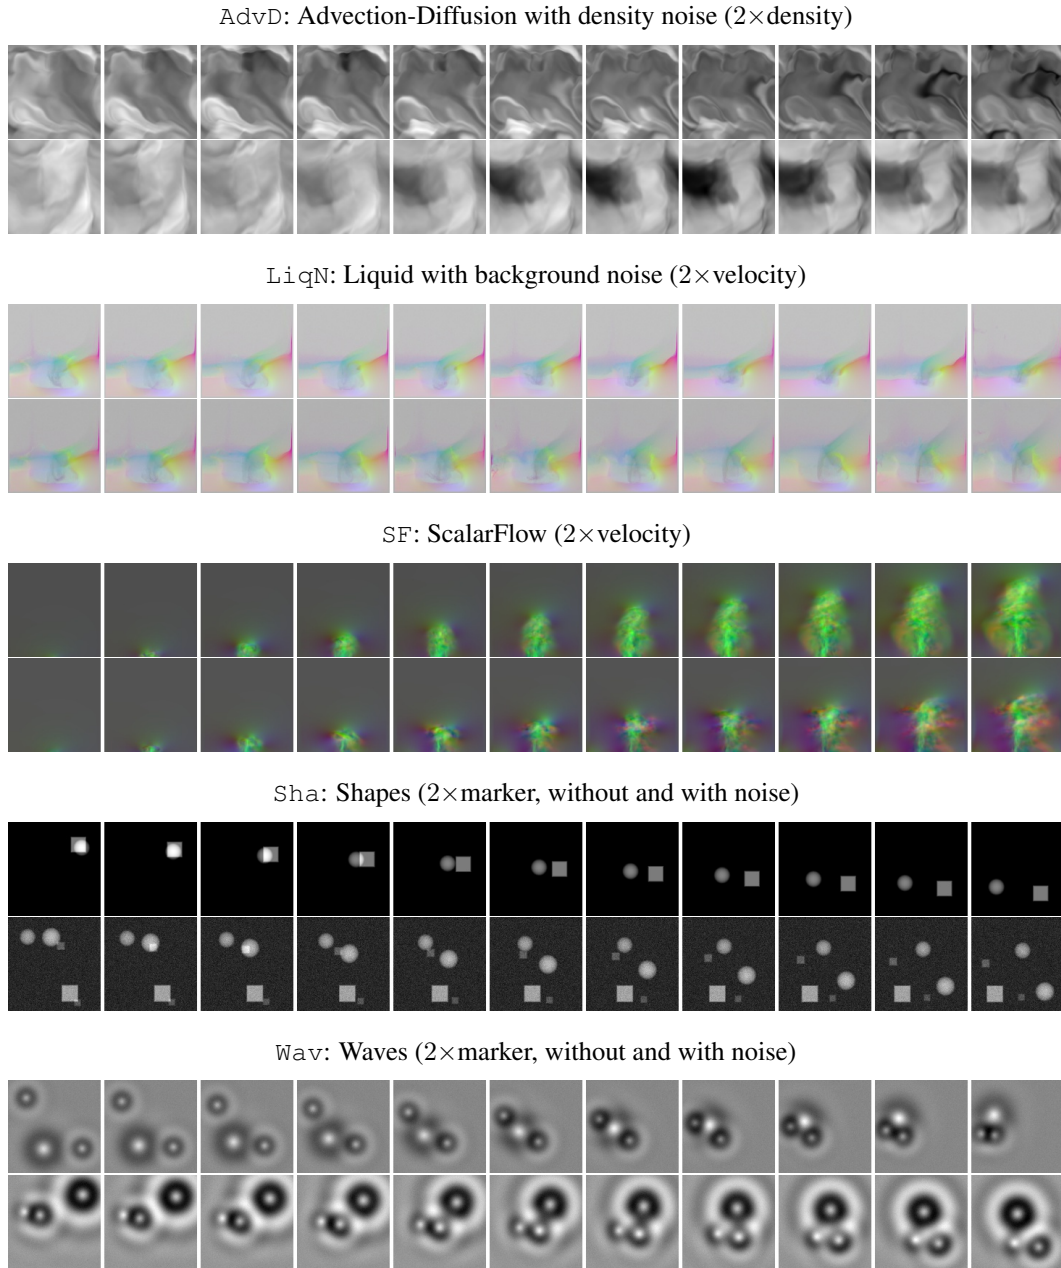 AdvD: Advection-Diffusion with density noise (2×density)
LiqN: Liquid with background noise (2×velocity)
SF: ScalarFlow (2×velocity)
Sha: Shapes (2×marker, without and with noise)
Wav: Waves (2×marker, without and with noise)